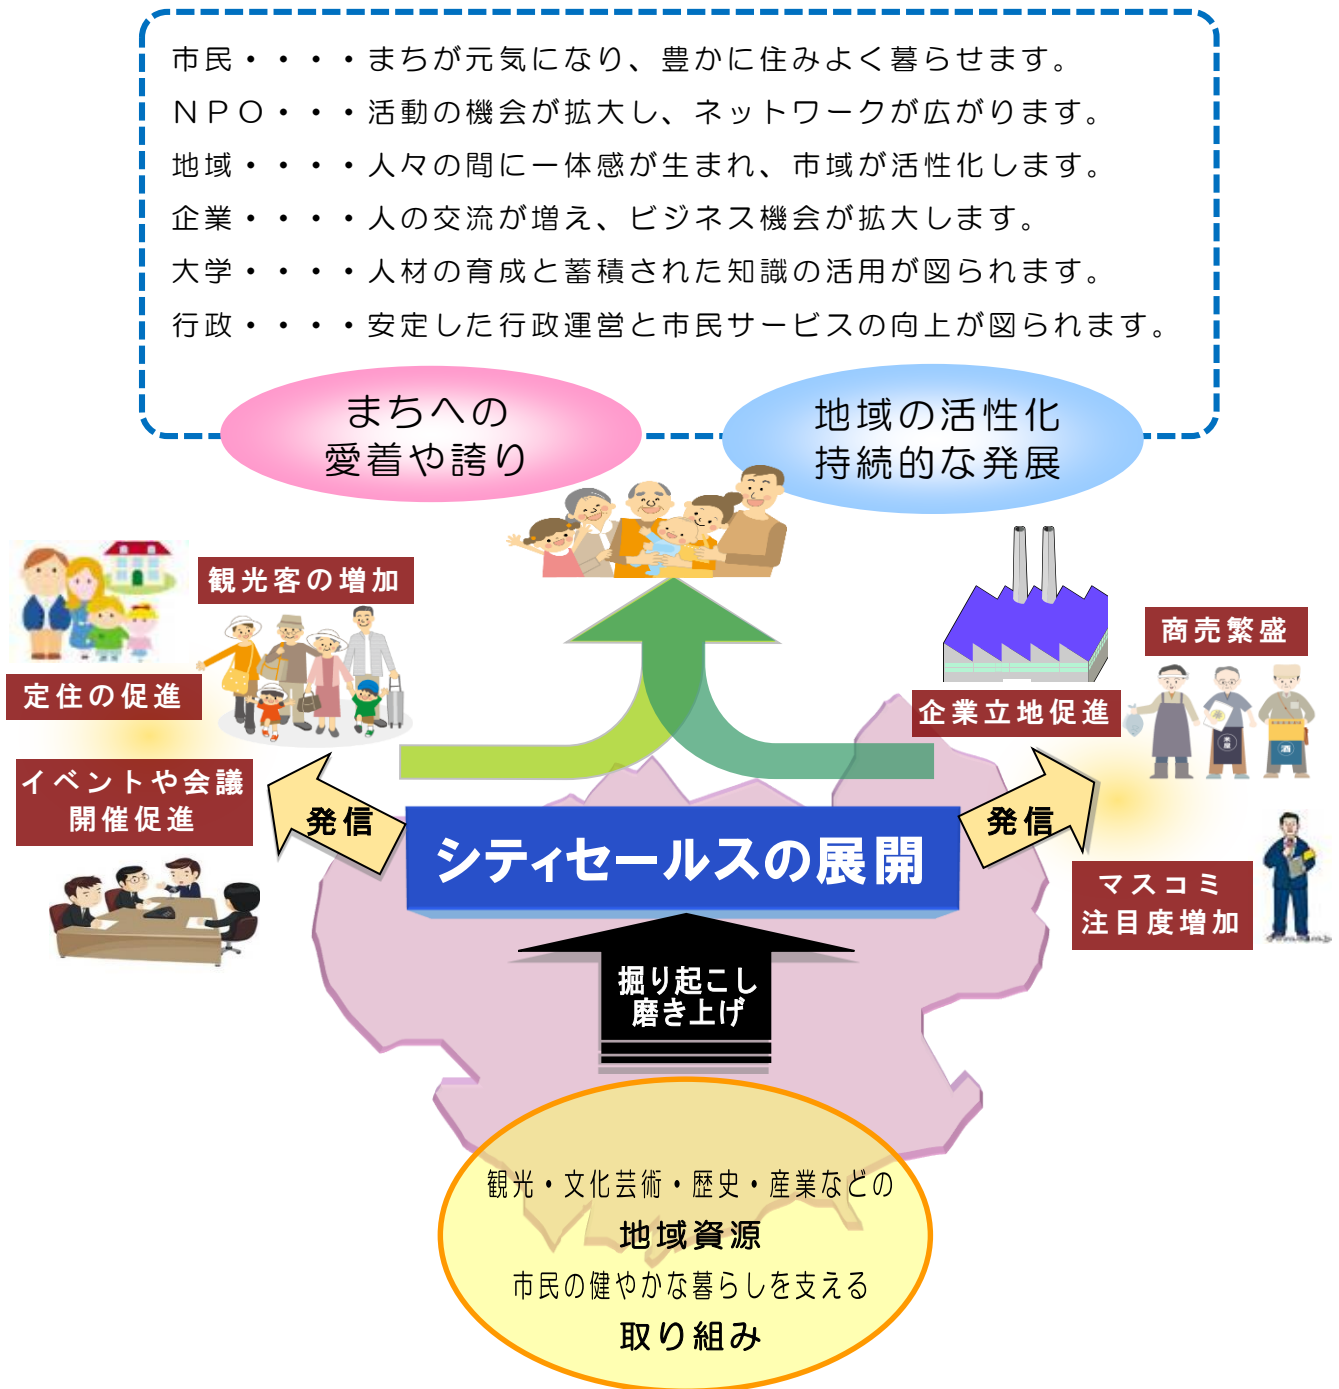 市民・・・・まちが元気になり、豊かに住みよく暮らせます。
ＮＰＯ・・・活動の機会が拡大し、ネットワークが広がります。
地域・・・・人々の間に一体感が生まれ、市域が活性化します。
企業・・・・人の交流が増え、ビジネス機会が拡大します。
大学・・・・人材の育成と蓄積された知識の活用が図られます。
行政・・・・安定した行政運営と市民サービスの向上が図られます。
まちへの
愛着や誇り
地域の活性化
持続的な発展
観光客の増加
定住の促進
イベントや会議
開催促進
商売繁盛
企業立地促進
酒
マスコミ
注目度増加
発信
発信
シティセールスの展開
掘り起こし
磨き上げ
観光・文化芸術・歴史・産業などの
地域資源
市民の健やかな暮らしを支える
取り組み